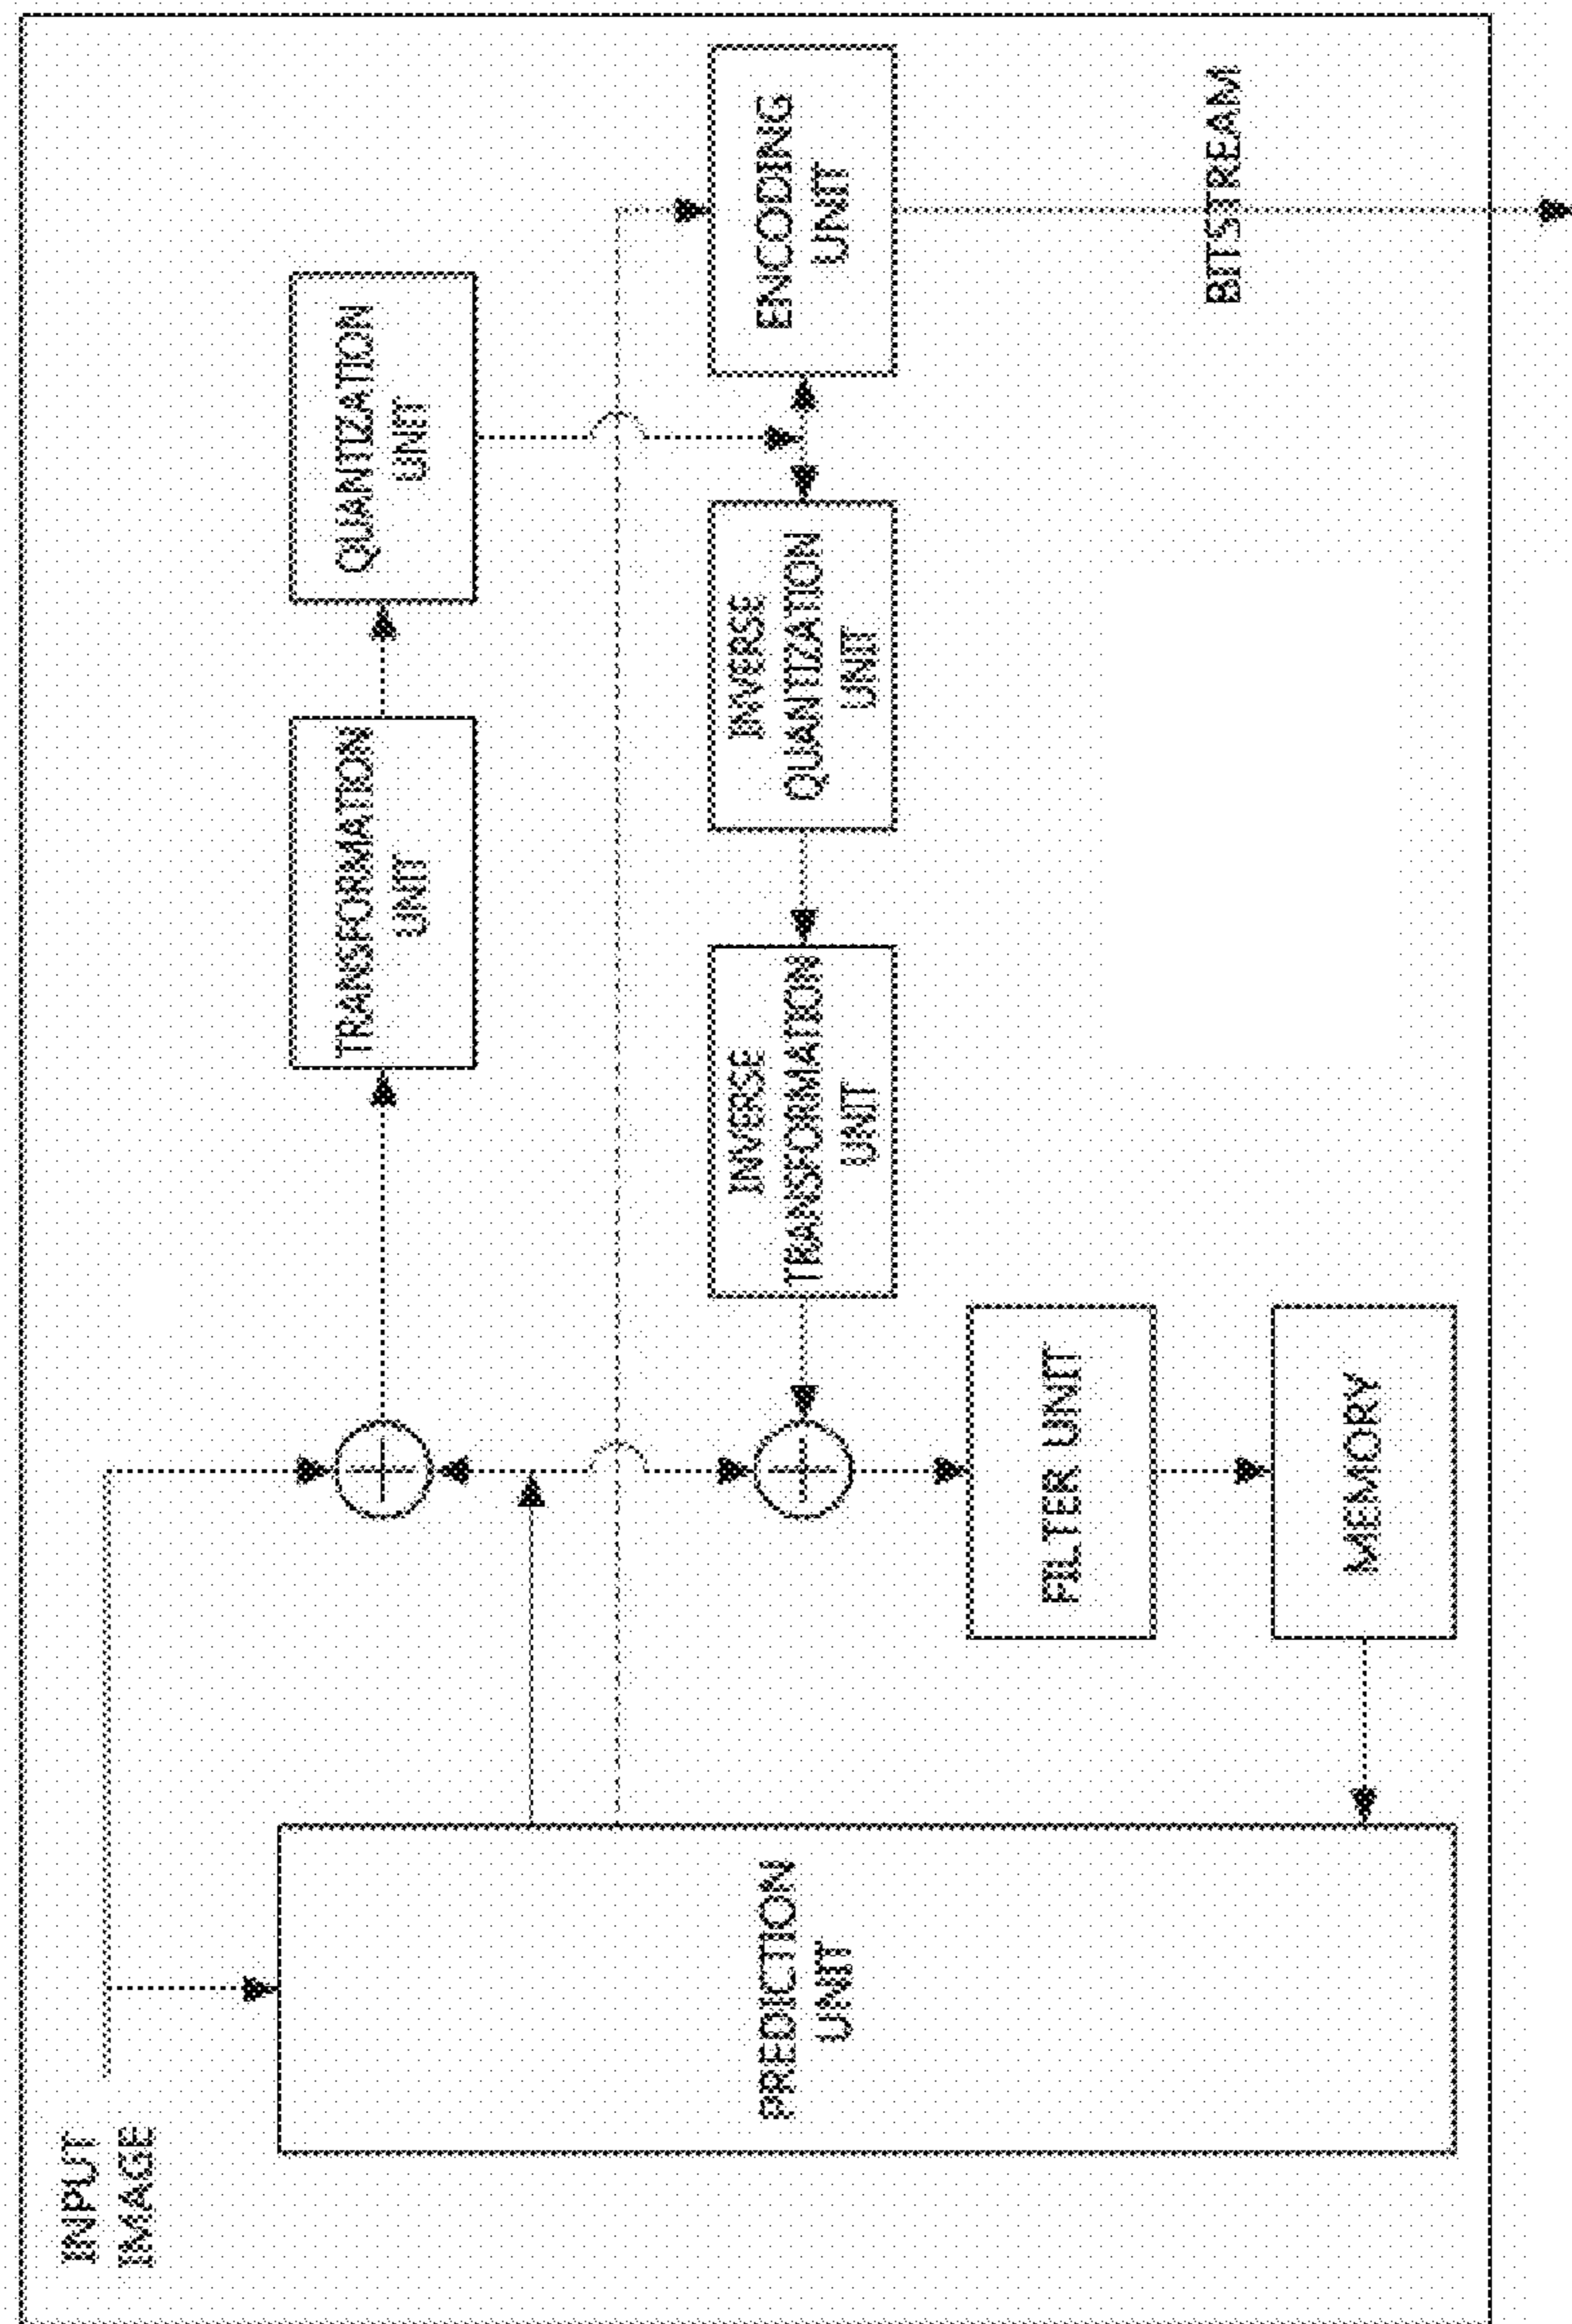 INPUT
IMAGE
TRANSFORMATION
UNIT
QUANTIZATION
UNIT
PREDICTION
UNIT
INVERSE
TRANSFORMATION
UNIT
INVERSE
QUANTIZATION
UNIT
ENCODING
UNIT
FILTER UNIT
MEMORY
BITSTREAM